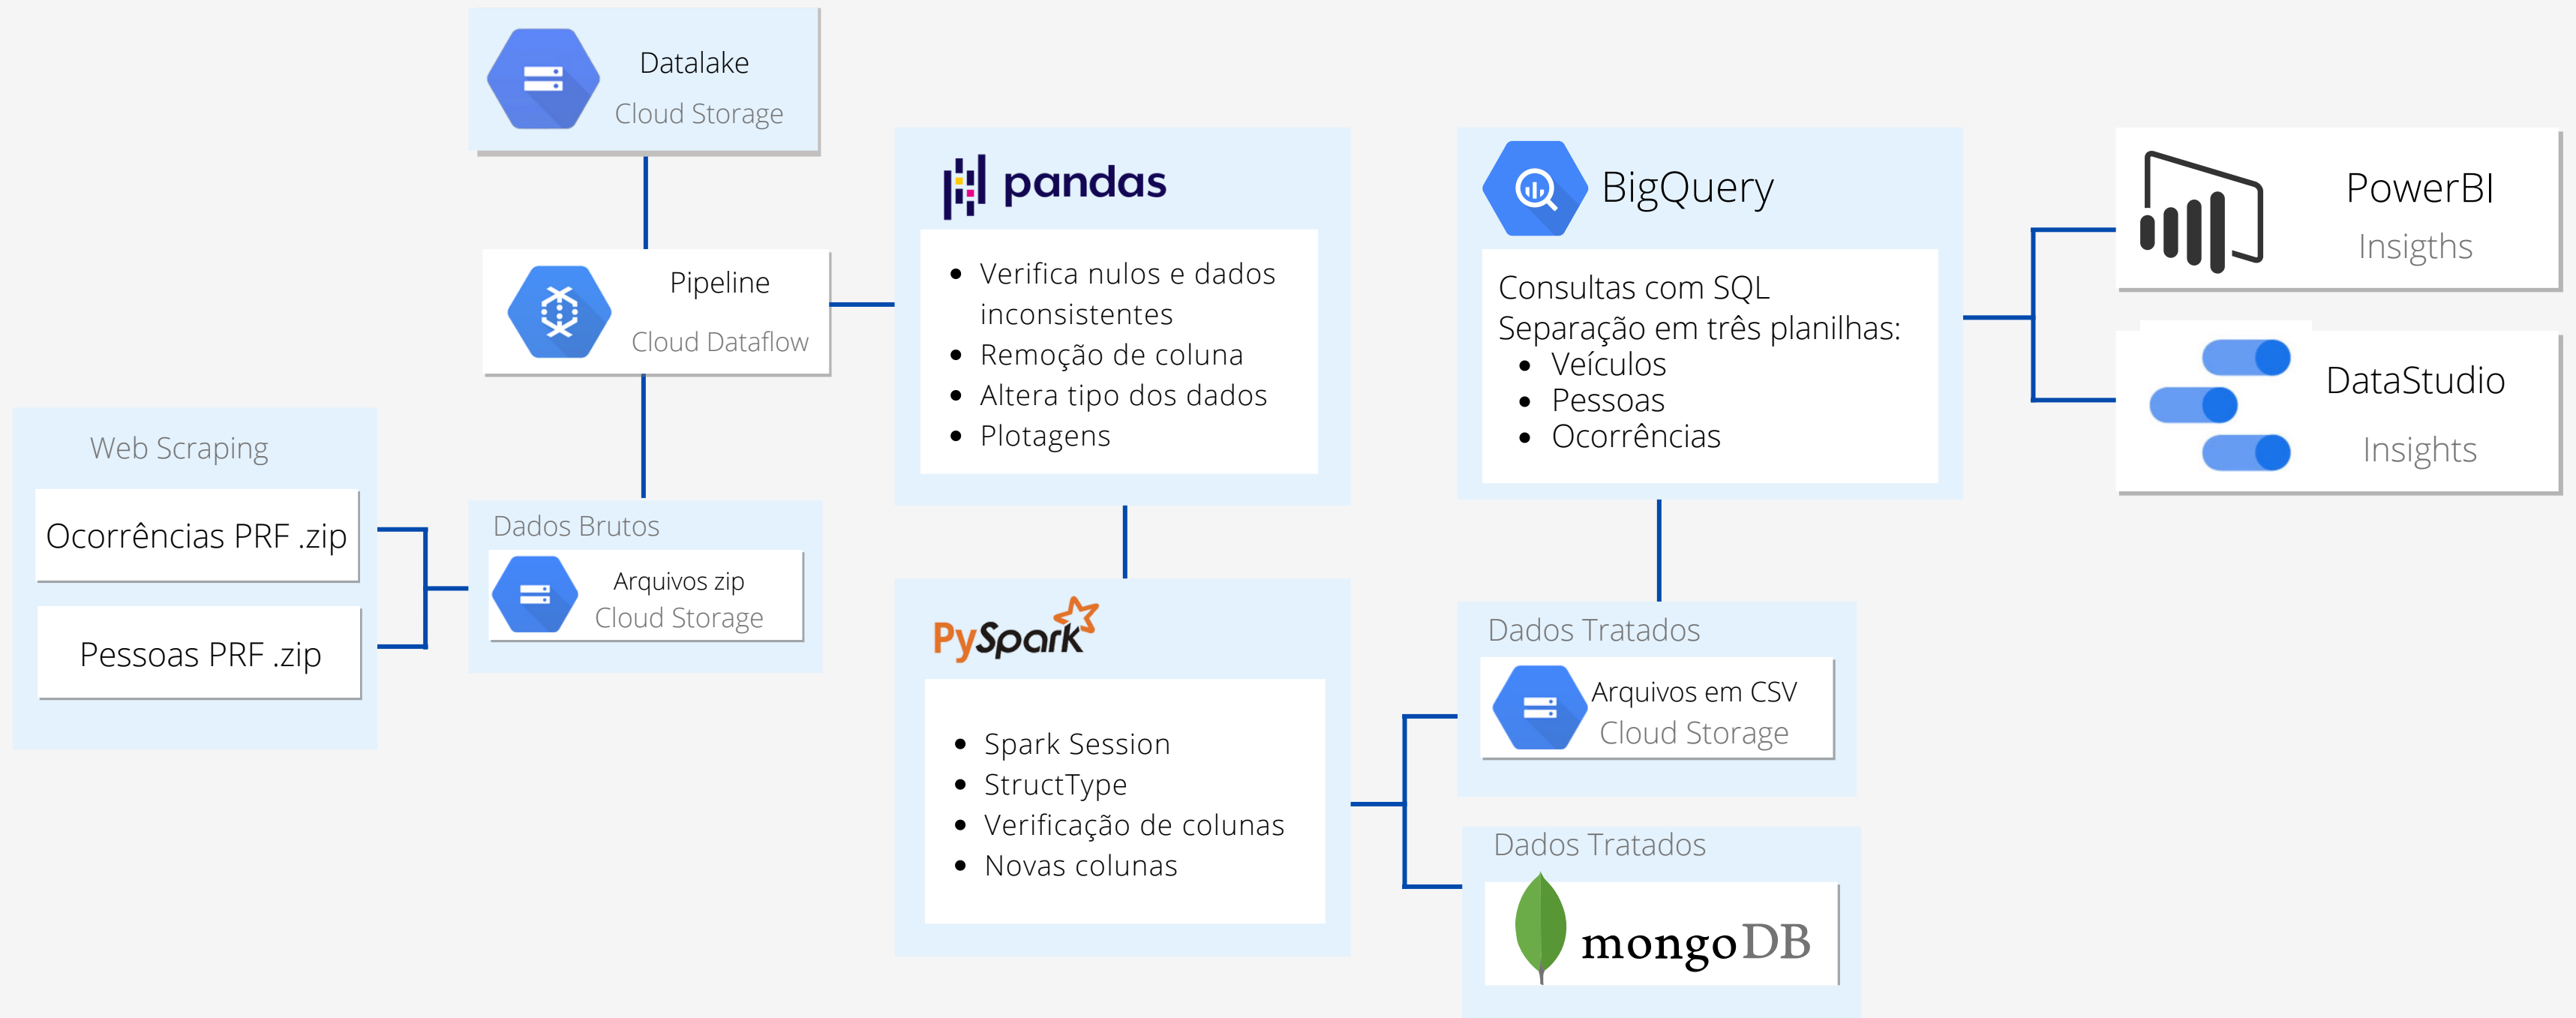 Datalake
Cloud Storage
Pipeline
Cloud Dataflow
Web Scraping
Ocorrências PRF .zip
Pessoas PRF .zip
Dados Brutos
Arquivos zip
Cloud Storage
pandas
• Verifica nulos e dados
inconsistentes
• Remoção de coluna
• Altera tipo dos dados
• Plotagens
PySpark
• Spark Session
• StructType
• Verificação de colunas
• Novas colunas
BigQuery
Consultas com SQL
Separação em três planilhas:
• Veículos
• Pessoas
• Ocorrências
Dados Tratados
Arquivos em CSV
Cloud Storage
Dados Tratados
mongoDB
PowerBI
Insigths
DataStudio
Insights